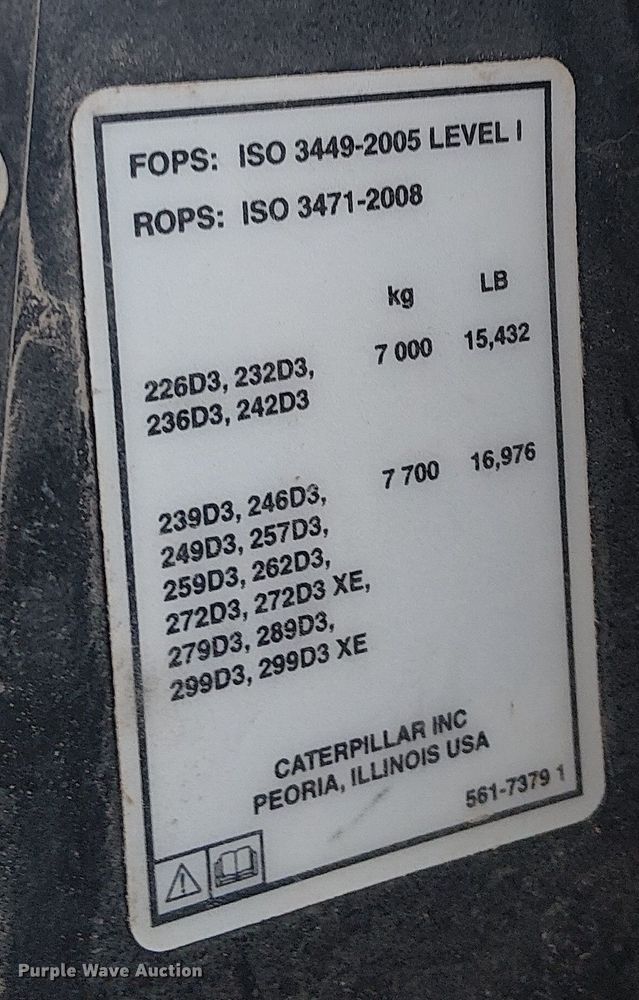 FOPS: ISO 3449-2005 LEVEL I
ROPS: ISO 3471-2008
kg LB
226D3, 232D3, 7 000 15,432
236D3, 242D3
239D3, 246D3, 7 700 16,976
249D3, 257D3,
259D3, 262D3,
272D3, 272D3 XE,
279D3, 289D3,
299D3, 299D3 XE
CATERPILLAR INC
PEORIA, ILLINOIS USA
561-7379 1
Purple Wave Auction